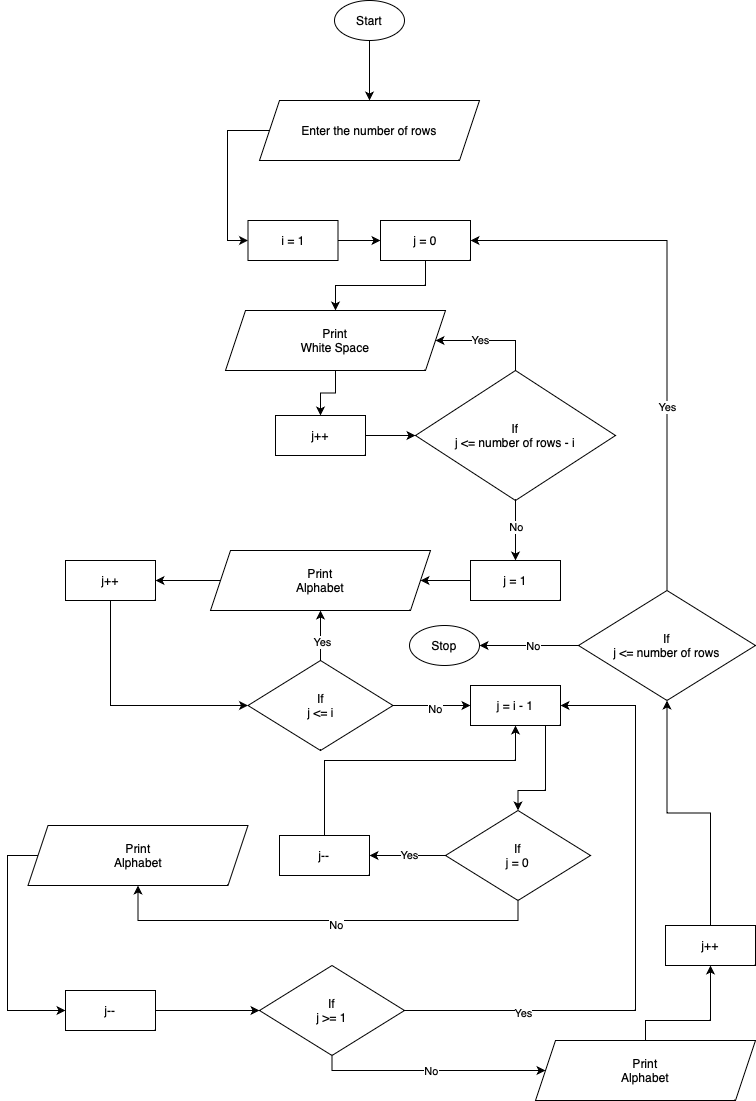 Start
Enter the number of rows
i = 1
j = 0
Print
White Space
Yes
j++
If
j <= number of rows - i
Yes
No
j++
Print
Alphabet
j = 1
Yes
Stop
No
If
j <= number of rows
If
j <= i
No
j = i - 1
Print
Alphabet
j--
Yes
If
j = 0
No
j++
j--
If
j >= 1
Yes
No
Print
Alphabet